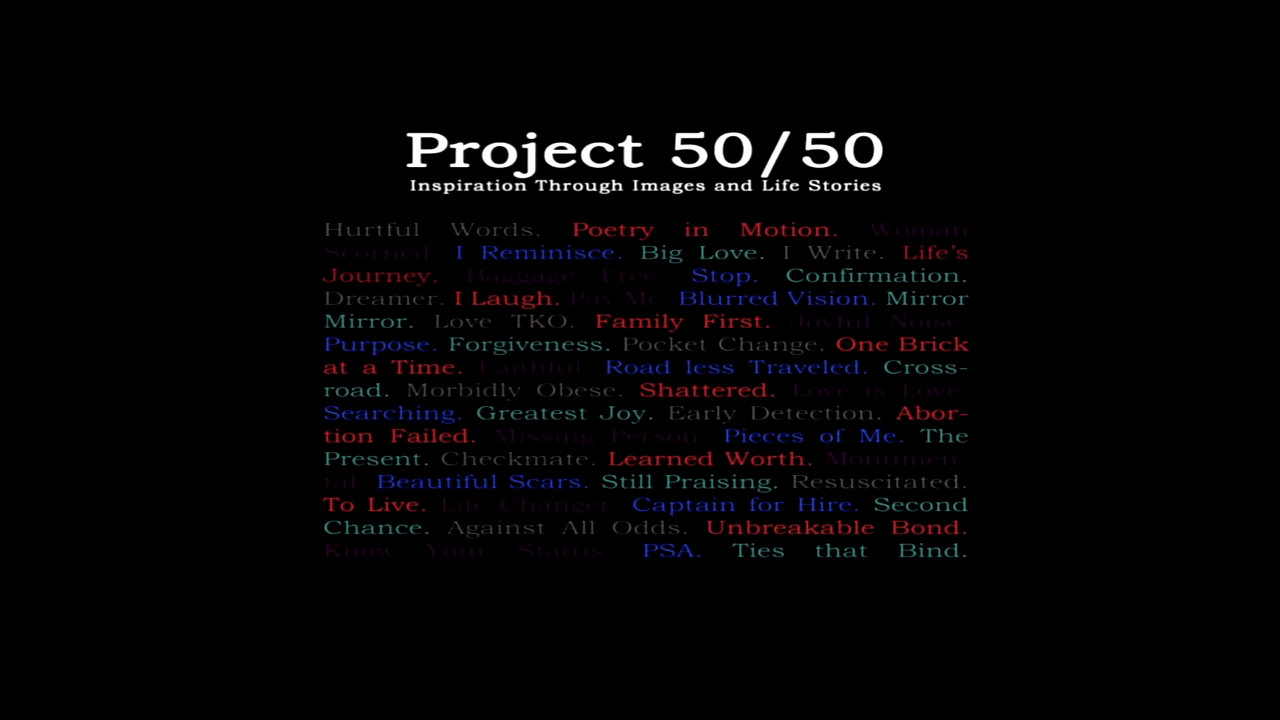 Project 50/50
Inspiration Through Images and Life Stories
Hurtful Words. Poetry in Motion. Woman
Scorned. I Reminisce. Big Love. I Write. Life's
Journey. Baggage Free. Stop. Confirmation.
Dreamer. I Laugh. Pay Me. Blurred Vision. Mirror
Mirror. Love TKO. Family First. Joyful Noise.
Purpose. Forgiveness. Pocket Change. One Brick
at a Time. Faithful. Road less Traveled. Cross-
road. Morbidly Obese. Shattered. Love is Love.
Searching. Greatest Joy. Early Detection. Abor-
tion Failed. Missing Person. Pieces of Me. The
Present. Checkmate. Learned Worth. Monumen-
tal. Beautiful Scars. Still Praising. Resuscitated.
To Live. Life Changer. Captain for Hire. Second
Chance. Against All Odds. Unbreakable Bond.
Know Your Status. PSA. Ties that Bind.